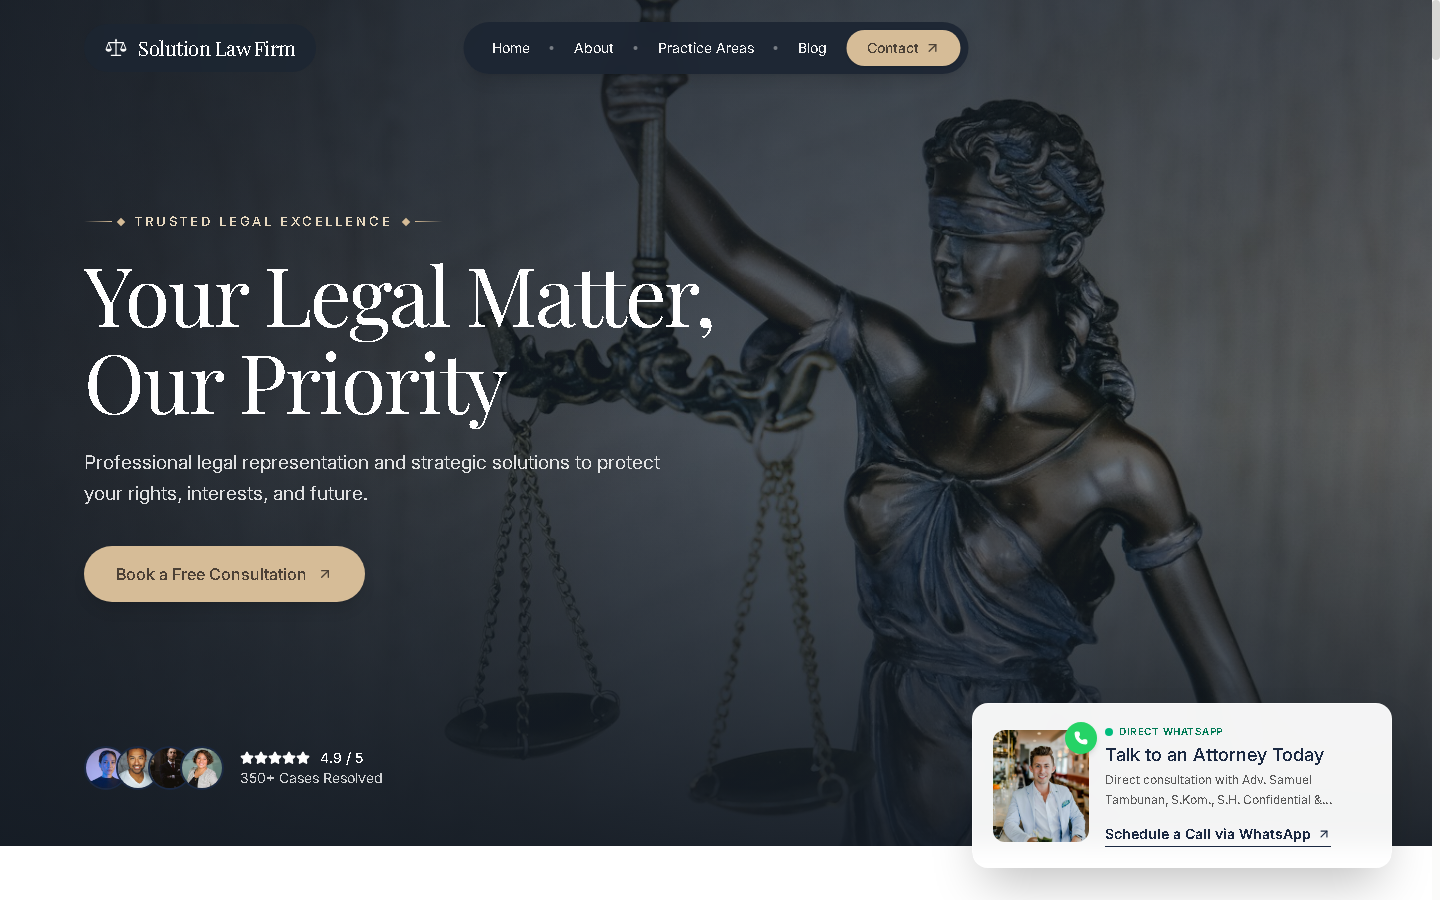 Solution Law Firm
Home • About • Practice Areas • Blog Contact
TRUSTED LEGAL EXCELLENCE
Your Legal Matter,
Our Priority
Professional legal representation and strategic solutions to protect
your rights, interests, and future.
Book a Free Consultation
4.9 / 5
350+ Cases Resolved
DIRECT WHATSAPP
Talk to an Attorney Today
Direct consultation with Adv. Samuel
Tambunan, S.Kom., S.H. Confidential &...
Schedule a Call via WhatsApp